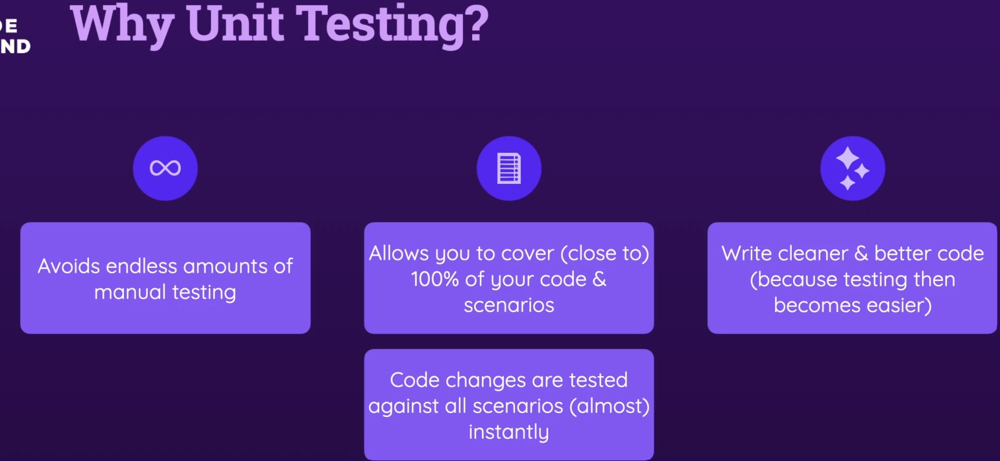 DE
ND
Why Unit Testing?
Avoids endless amounts of
manual testing
Allows you to cover (close to)
100% of your code &
scenarios
Write cleaner & better code
(because testing then
becomes easier)
Code changes are tested
against all scenarios (almost)
instantly